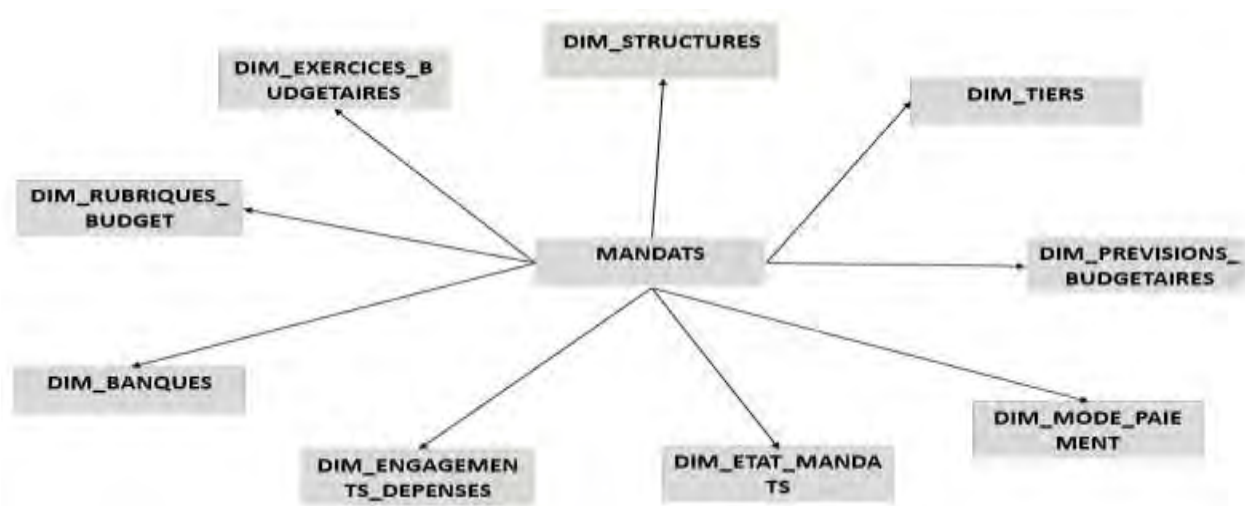 DIM_STRUCTURES
DIM_EXERCICES_B
UDGETAIRES
DIM_TIERS
DIM_RUBRIQUES_
BUDGET
MANDATS
DIM_PREVISIONS_
BUDGETAIRES
DIM_BANQUES
DIM_MODE_PAIE
MENT
DIM_ENGAGEMEN
TS_DEPENSES
DIM_ETAT_MANDA
TS